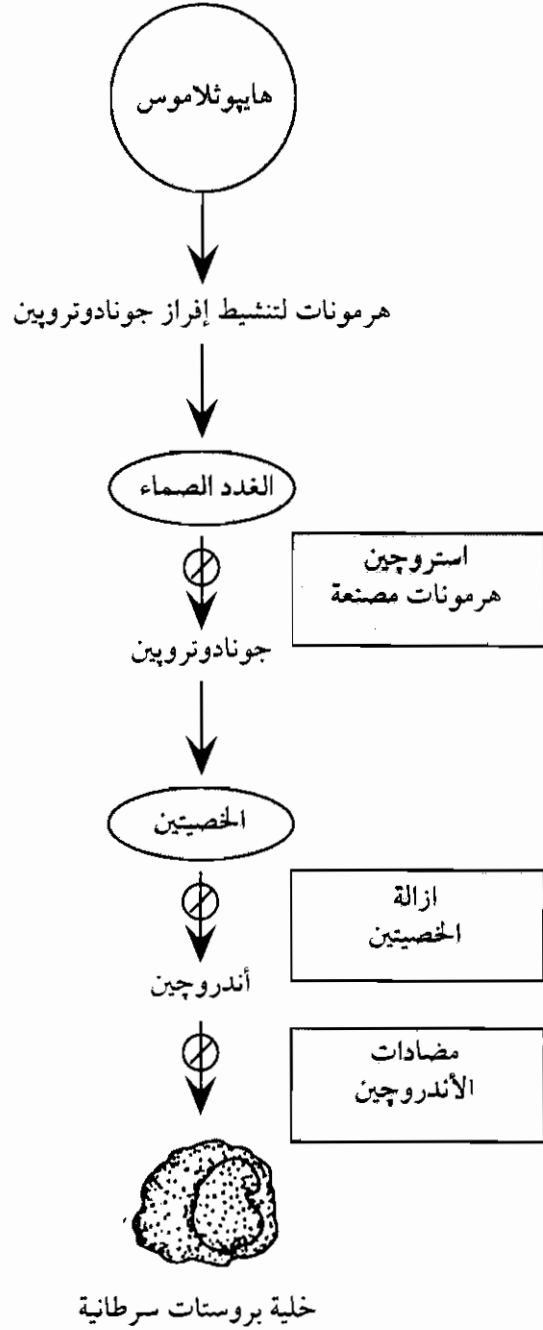 هايپوثلاموس
هرمونات لتنشيط إفراز جونادوتروپين
الغدد الصماء
استروچين
هرمونات مصنعة
جونادوتروپين
الخصيتين
ازالة
الخصيتين
أندروچين
مضادات
الأندروچين
خلية بروستات سرطانية